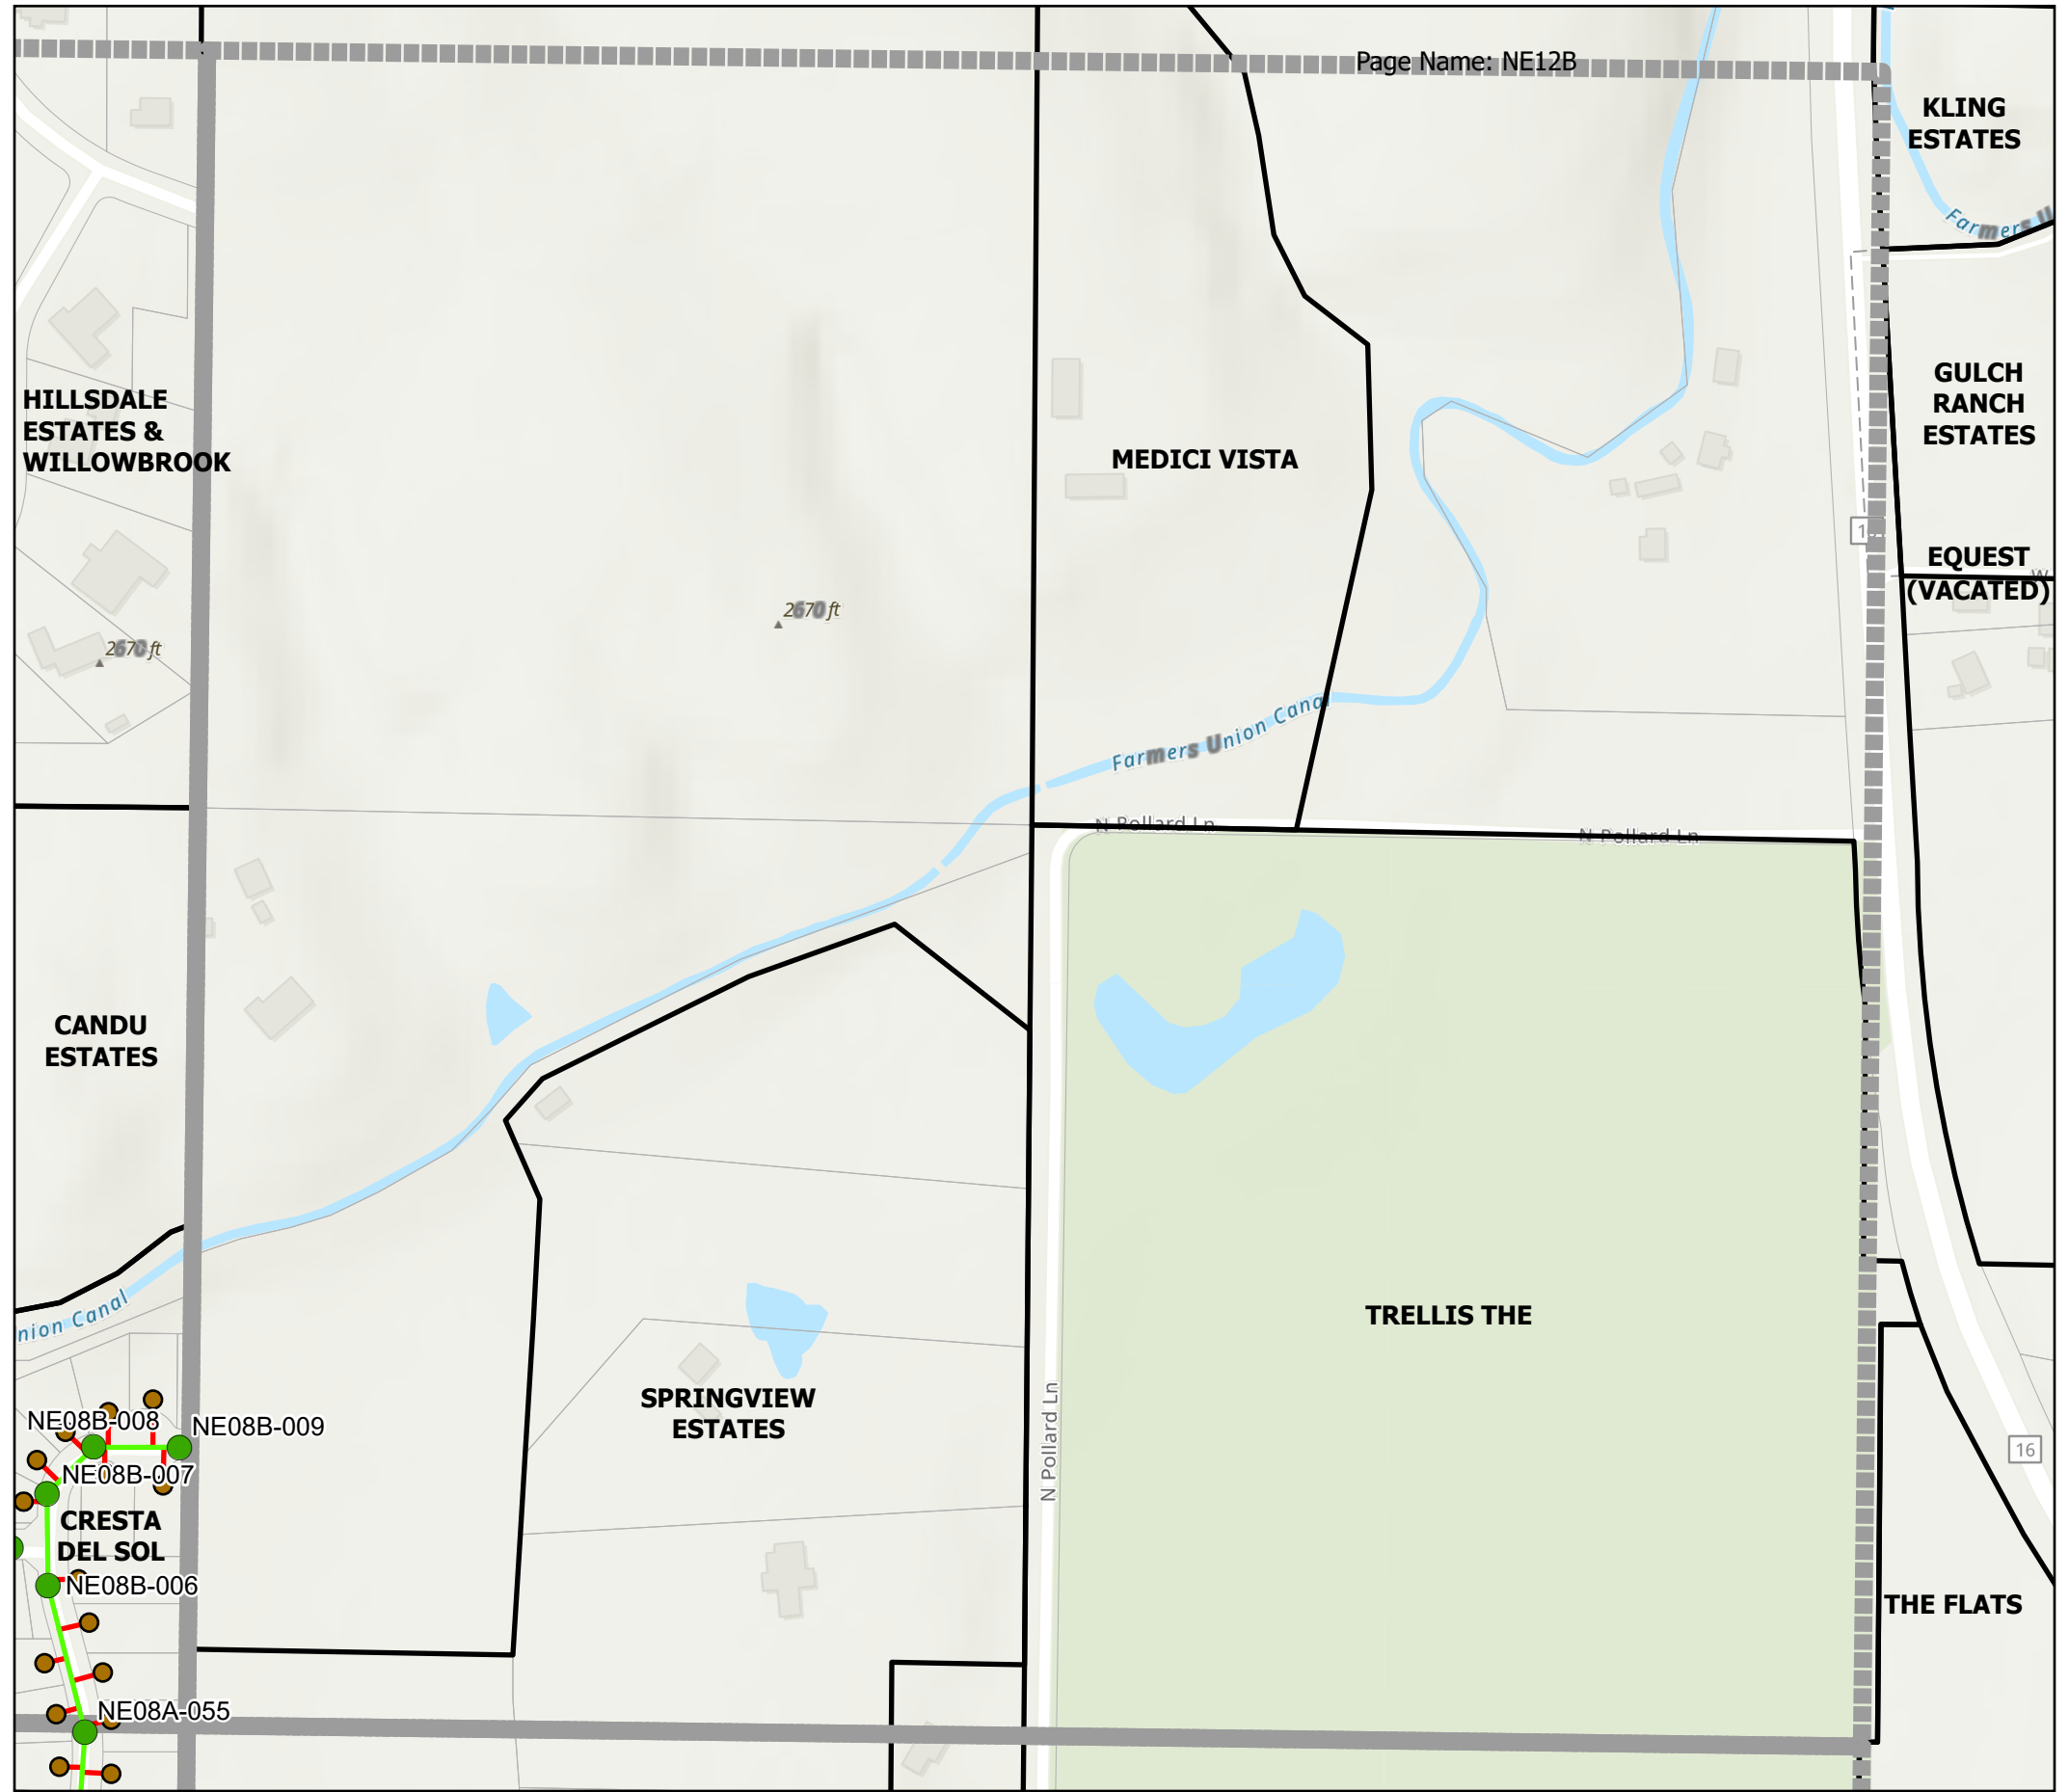 Page Name: NE12B
KLING
ESTATES
Farmers U
HILLSDALE
ESTATES &
WILLOWBROOK
MEDICI VISTA
GULCH
RANCH
ESTATES
EQUEST
(VACATED)
W
2670 ft
2670 ft
Farmers Union Canal
N Pollard Ln
N Pollard Ln
CANDU
ESTATES
nion Canal
TRELLIS THE
SPRINGVIEW
ESTATES
N Pollard Ln
16
NE08B-008
NE08B-009
NE08B-007
CRESTA
DEL SOL
NE08B-006
THE FLATS
NE08A-055